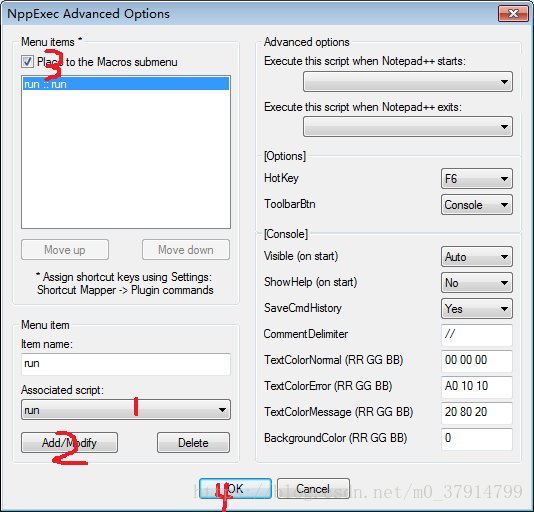 NppExec Advanced Options
Menu items *
3
Place to the Macros submenu
run :: run
Move up
Move down
* Assign shortcut keys using Settings:
Shortcut Mapper -> Plugin commands
Menu item
Item name:
run
Associated script:
run
1
Add/Modify
2
Delete
Advanced options
Execute this script when Notepad++ starts:
Execute this script when Notepad++ exits:
[Options]
HotKey
F6
ToolbarBtn
Console
[Console]
Visible (on start)
Auto
ShowHelp (on start)
No
SaveCmdHistory
Yes
CommentDelimiter
//
TextColorNormal (RR GG BB)
00 00 00
TextColorError (RR GG BB)
A0 10 10
TextColorMessage (RR GG BB)
20 80 20
BackgroundColor (RR GG BB)
0
4
OK
Cancel
http://blog.csdn.net/m0_37914799